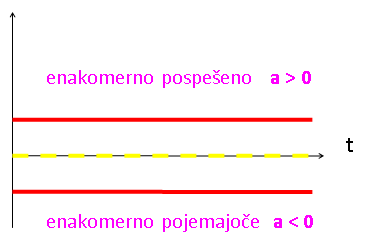 enakomerno pospešeno a > 0
t
enakomerno pojemajoče a < 0